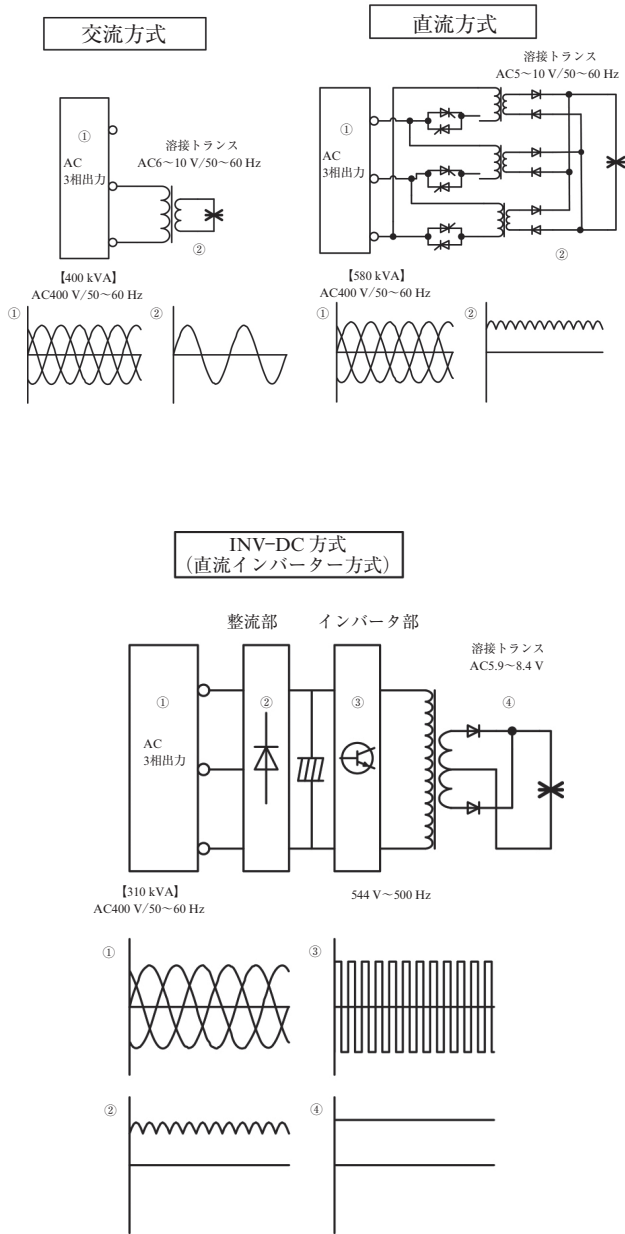 交流方式
①
AC
3相出力
溶接トランス
AC6～10 V/50～60 Hz
②
【400 kVA】
AC400 V/50～60 Hz
①
②
直流方式
溶接トランス
AC5～10 V/50～60 Hz
①
AC
3相出力
②
【580 kVA】
AC400 V/50～60 Hz
①
②
INV−DC 方式
（直流インバーター方式）
整流部
インバータ部
溶接トランス
AC5.9～8.4 V
①
AC
3相出力
②
③
④
【310 kVA】
AC400 V/50～60 Hz
544 V～500 Hz
①
③
②
④